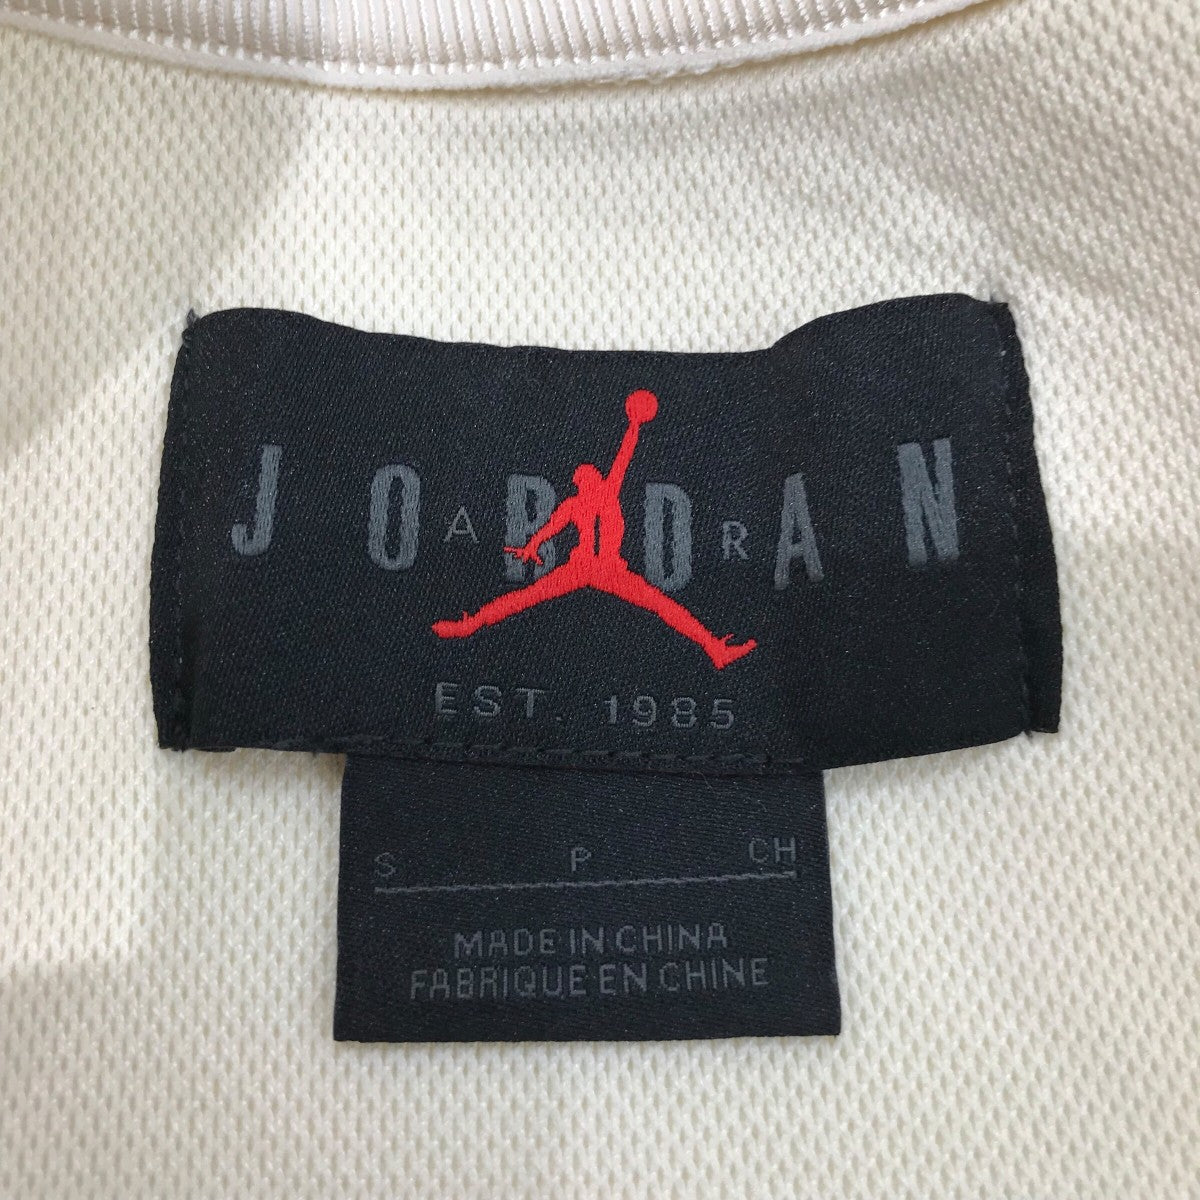 JORDAN
AIR
EST. 1985
S P CH
MADE IN CHINA
FABRIQUE EN CHINE